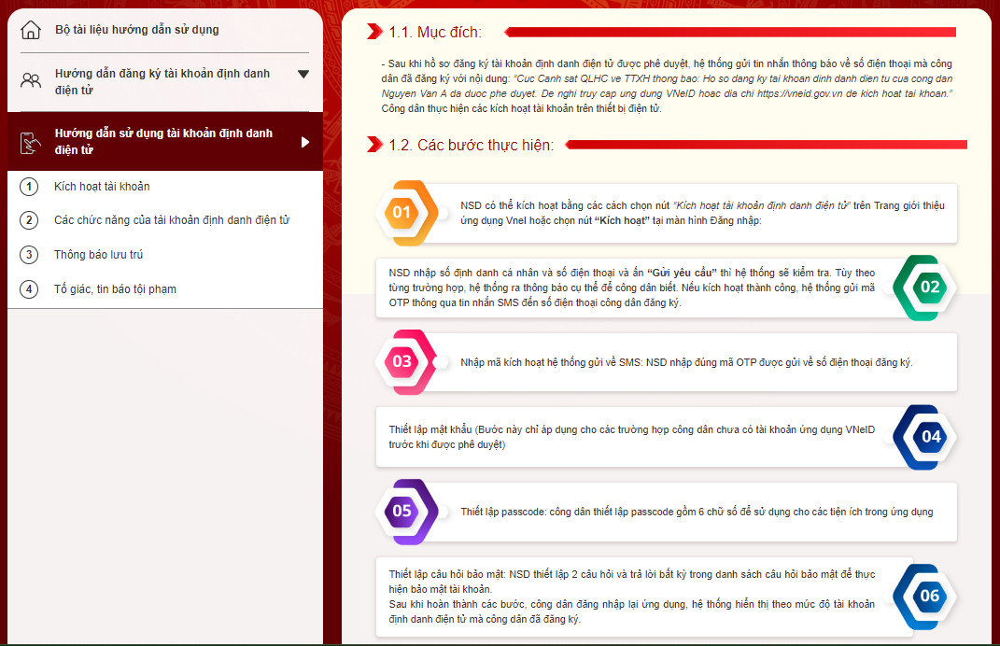 Bộ tài liệu hướng dẫn sử dụng
Hướng dẫn đăng ký tài khoản định danh
điện tử
Hướng dẫn sử dụng tài khoản định danh
điện tử
1 Kích hoạt tài khoản
2 Các chức năng của tài khoản định danh điện tử
3 Thông báo lưu trú
4 Tố giác, tin báo tội phạm
1.1. Mục đích:
- Sau khi hồ sơ đăng ký tài khoản định danh điện tử được phê duyệt, hệ thống gửi tin nhắn thông báo về số điện thoại mà công
dân đã đăng ký với nội dung: “Cuc Canh sat QLHC ve TTXH thong bao: Ho so dang ky tai khoan dinh danh dien tu cua cong dan
Nguyen Van A da duoc phe duyet. De nghi truy cap ung dung VNeID hoac dia chi https://vneid.gov.vn de kich hoat tai khoan.”
Công dân thực hiện các kích hoạt tài khoản trên thiết bị điện tử.
1.2. Các bước thực hiện:
01
NSD có thể kích hoạt bằng các cách chọn nút “Kích hoạt tài khoản định danh điện tử” trên Trang giới thiệu
ứng dụng VneI hoặc chọn nút “Kích hoạt” tại màn hình Đăng nhập:
NSD nhập số định danh cá nhân và số điện thoại và ấn “Gửi yêu cầu” thì hệ thống sẽ kiểm tra. Tùy theo
từng trường hợp, hệ thống ra thông báo cụ thể để công dân biết. Nếu kích hoạt thành công, hệ thống gửi mã
OTP thông qua tin nhắn SMS đến số điện thoại công dân đăng ký.
02
03
Nhập mã kích hoạt hệ thống gửi về SMS: NSD nhập đúng mã OTP được gửi về số điện thoại đăng ký.
Thiết lập mật khẩu (Bước này chỉ áp dụng cho các trường hợp công dân chưa có tài khoản ứng dụng VNeID
trước khi được phê duyệt)
04
05
Thiết lập passcode: công dân thiết lập passcode gồm 6 chữ số để sử dụng cho các tiện ích trong ứng dụng
Thiết lập câu hỏi bảo mật: NSD thiết lập 2 câu hỏi và trả lời bất kỳ trong danh sách câu hỏi bảo mật để thực
hiện bảo mật tài khoản.
Sau khi hoàn thành các bước, công dân đăng nhập lại ứng dụng, hệ thống hiển thị theo mức độ tài khoản
định danh điện tử mà công dân đã đăng ký.
06